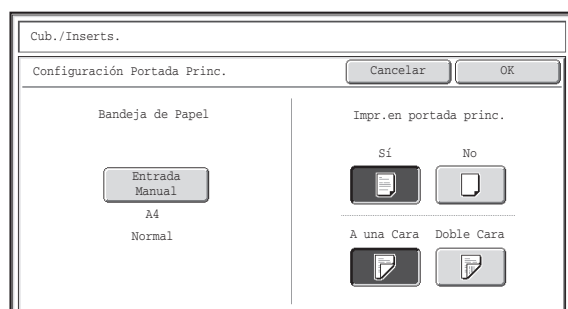 Cub./Inserts.
Configuración Portada Princ.
Cancelar
OK
Bandeja de Papel
Entrada
Manual
A4
Normal
Impr.en portada princ.
Sí No
A una Cara Doble Cara